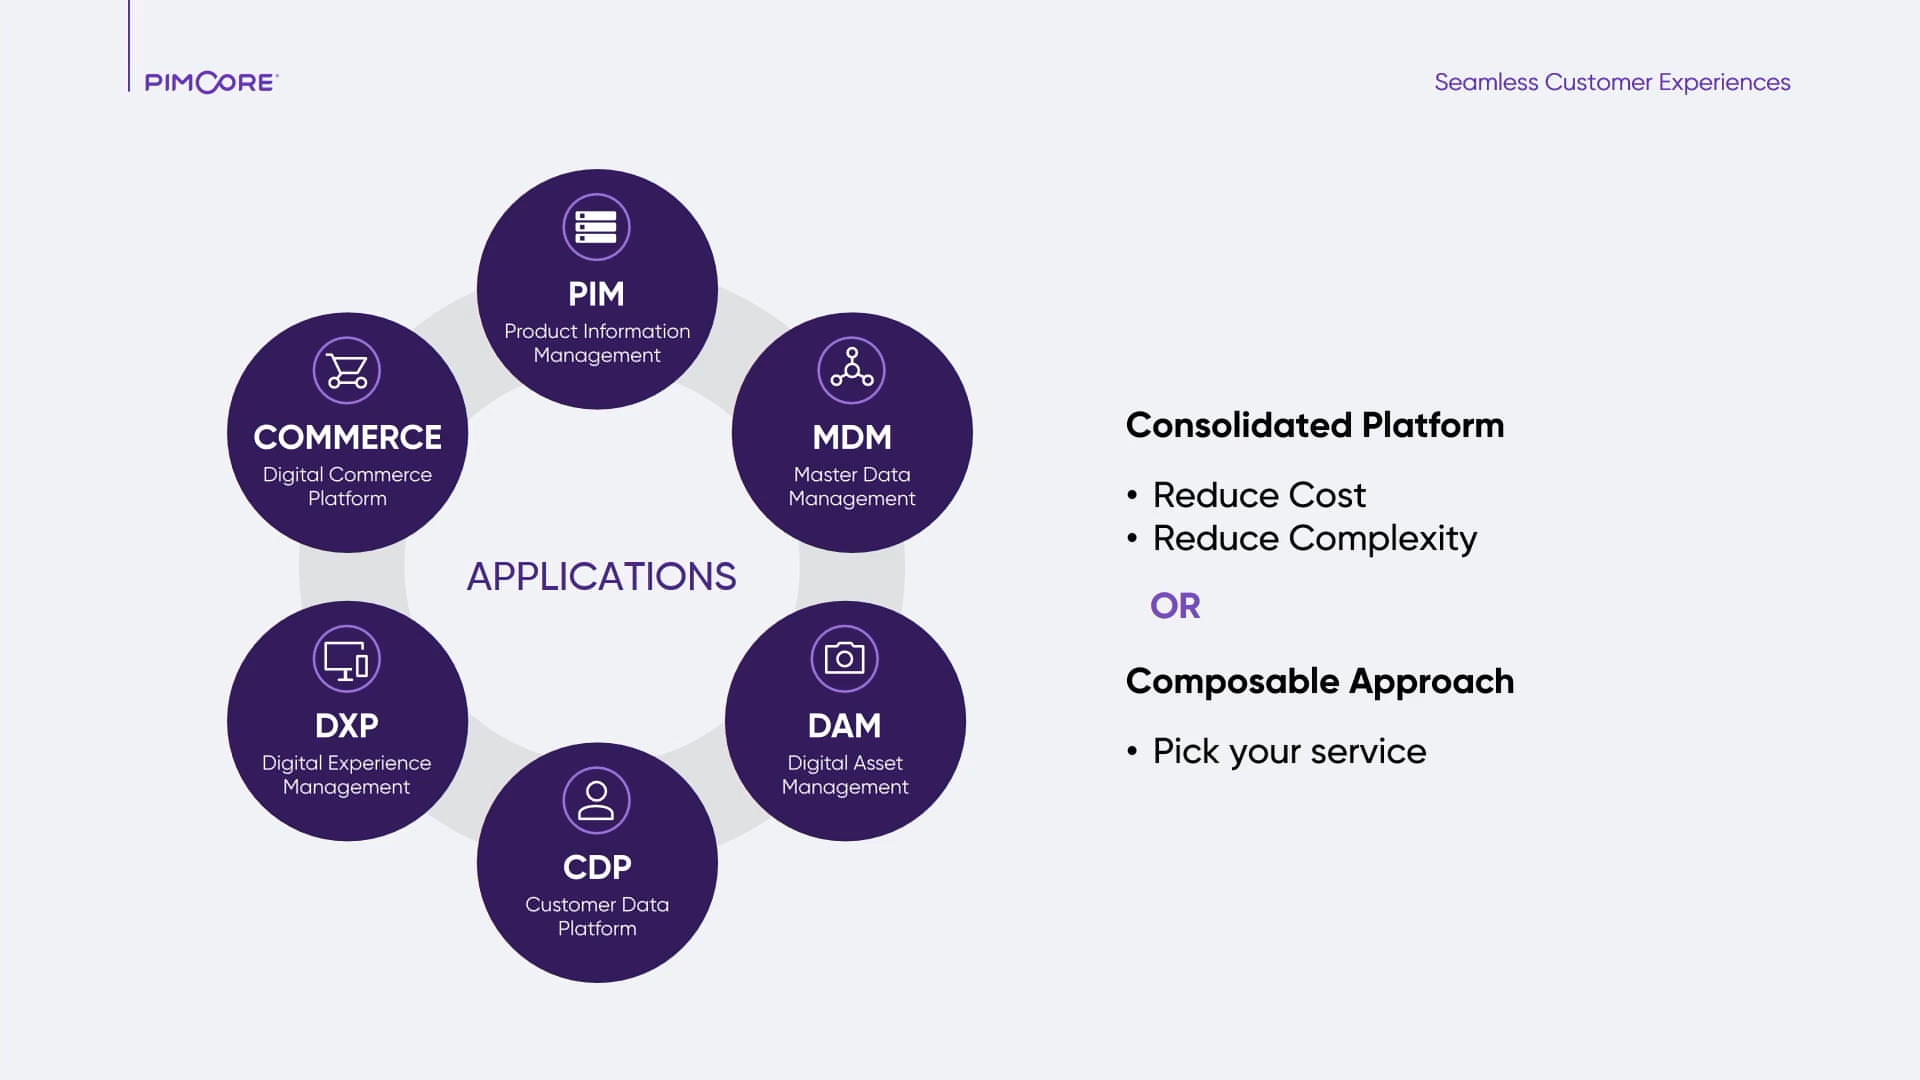 PIMCORE
Seamless Customer Experiences
PIM
Product Information
Management
COMMERCE
Digital Commerce
Platform
MDM
Master Data
Management
APPLICATIONS
DXP
Digital Experience
Management
DAM
Digital Asset
Management
CDP
Customer Data
Platform
Consolidated Platform
• Reduce Cost
• Reduce Complexity
OR
Composable Approach
• Pick your service